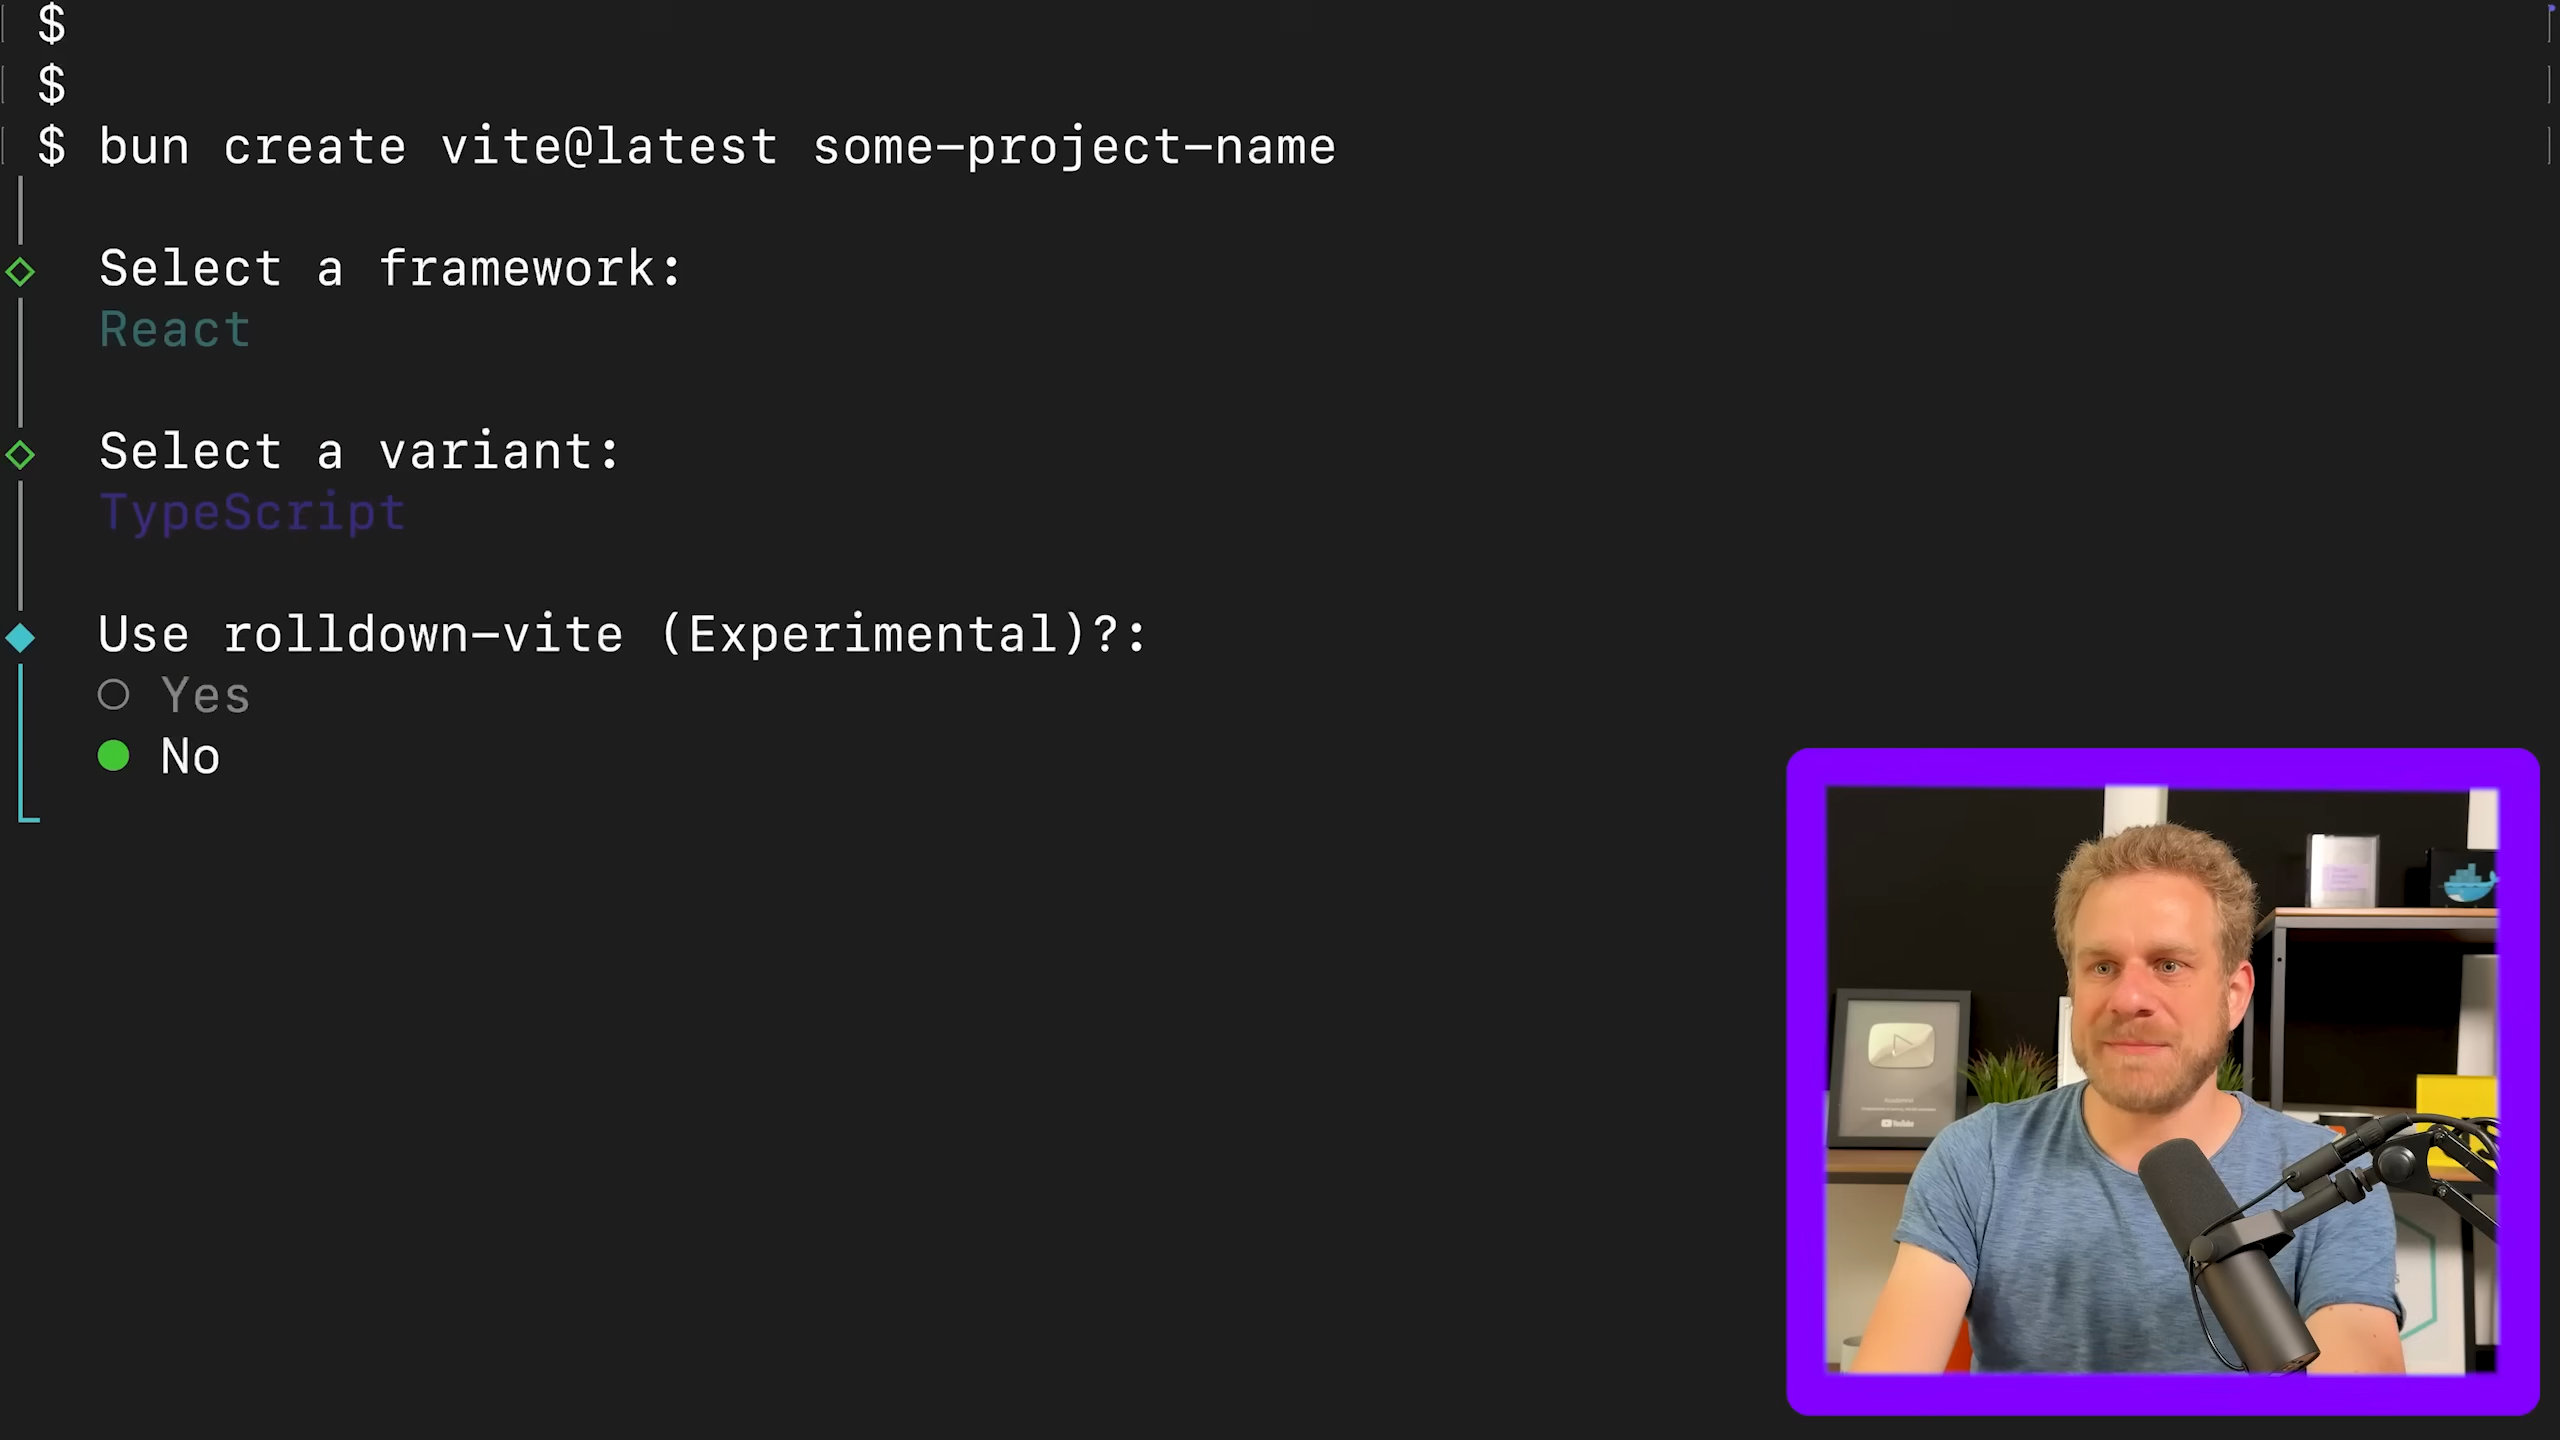 $
$
$ bun create vite@latest some-project-name
Select a framework:
React
Select a variant:
TypeScript
Use rolldown-vite (Experimental)?:
○ Yes
● No
YouTube